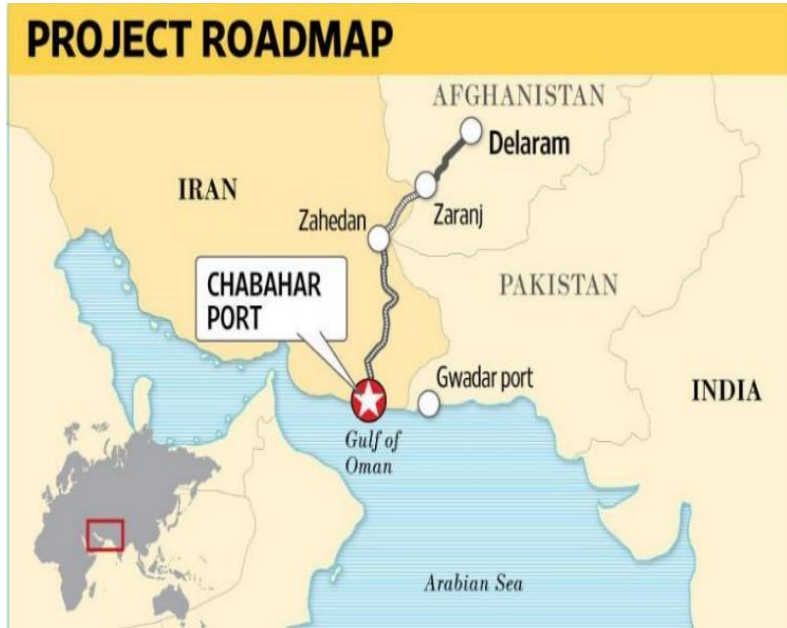 PROJECT ROADMAP
AFGHANISTAN
Delaram
IRAN
Zaranj
Zahedan
CHABAHAR
PORT
PAKISTAN
Gwadar port
INDIA
Gulf of
Oman
Arabian Sea